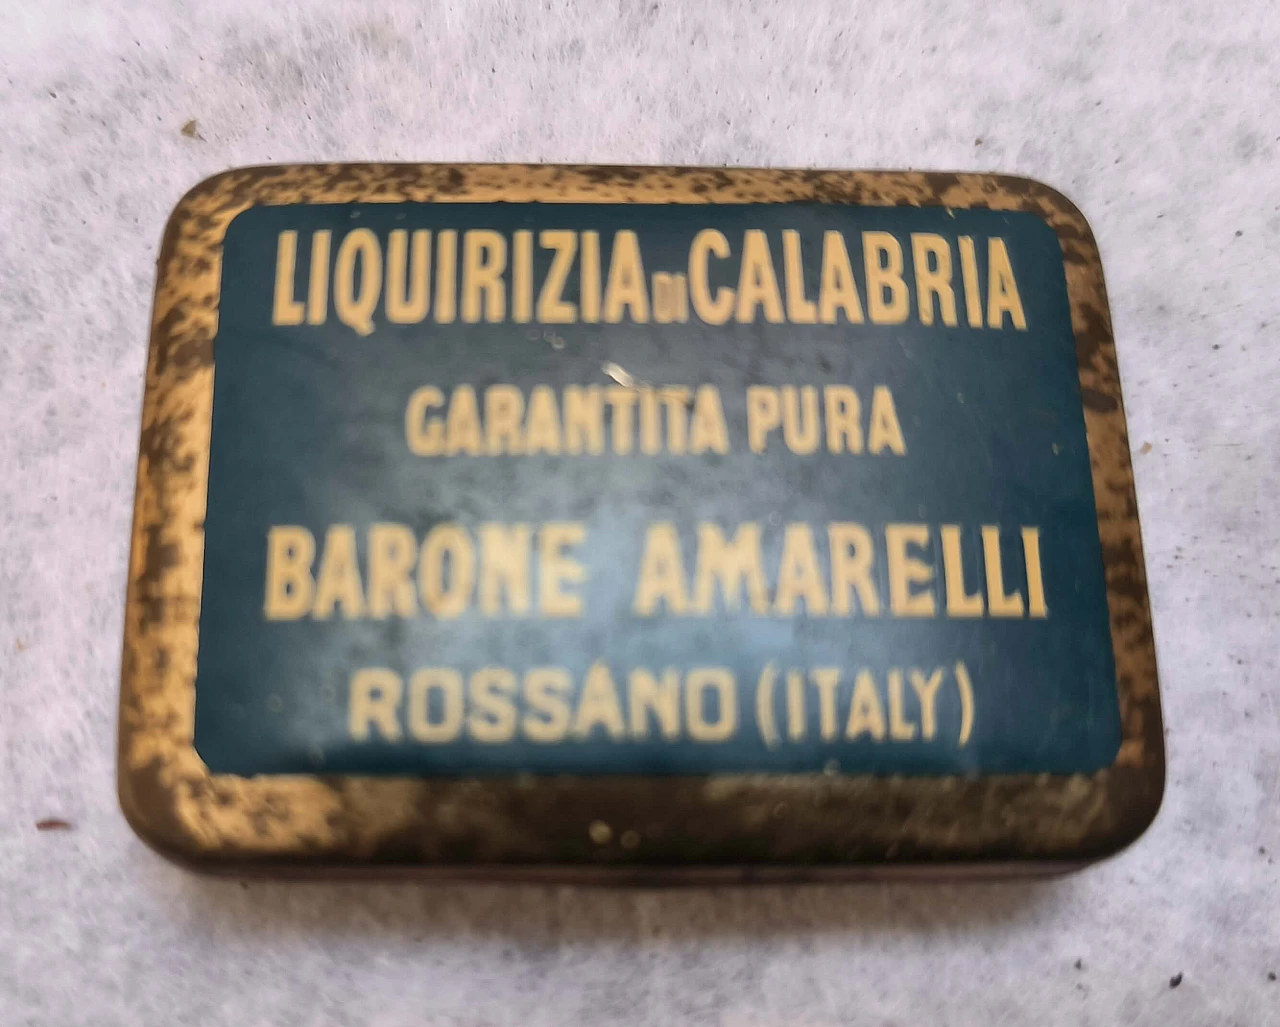 LIQUIRIZIA DI CALABRIA
GARANTITA PURA
BARONE AMARELLI
ROSSANO (ITALY)